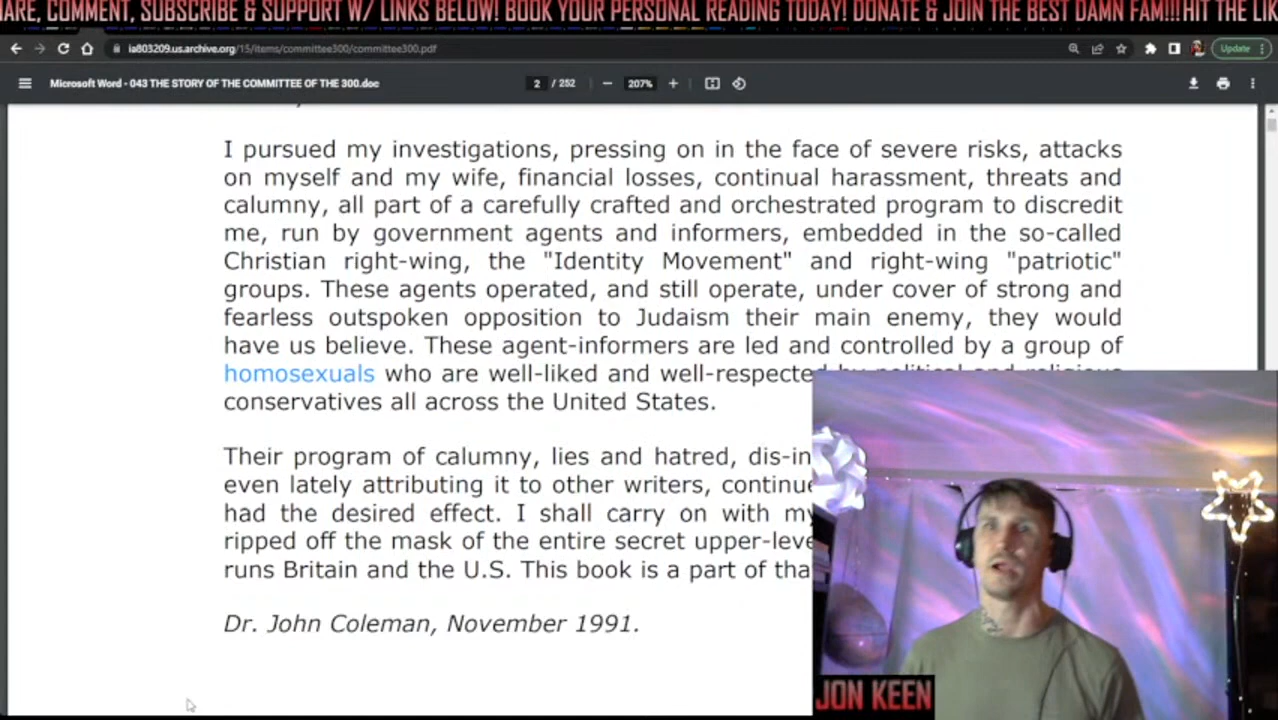 ARE, COMMENT, SUBSCRIBE & SUPPORT W/ LINKS BELOW! BOOK YOUR PERSONAL READING TODAY! DONATE & JOIN THE BEST DAMN FAM!!! HIT THE LIK
ia803209.us.archive.org/15/items/committee300/committee300.pdf
Update
Microsoft Word - 043 THE STORY OF THE COMMITTEE OF THE 300.doc
2 / 252
207%
I pursued my investigations, pressing on in the face of severe risks, attacks
on myself and my wife, financial losses, continual harassment, threats and
calumny, all part of a carefully crafted and orchestrated program to discredit
me, run by government agents and informers, embedded in the so-called
Christian right-wing, the "Identity Movement" and right-wing "patriotic"
groups. These agents operated, and still operate, under cover of strong and
fearless outspoken opposition to Judaism their main enemy, they would
have us believe. These agent-informers are led and controlled by a group of
homosexuals who are well-liked and well-respected by political and religious
conservatives all across the United States.
Their program of calumny, lies and hatred, dis-in
even lately attributing it to other writers, continue
had the desired effect. I shall carry on with my
ripped off the mask of the entire secret upper-leve
runs Britain and the U.S. This book is a part of tha
Dr. John Coleman, November 1991.
JON KEEN